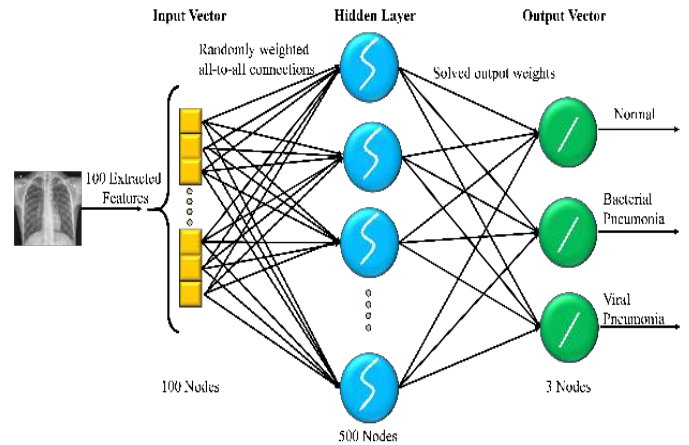 Input Vector
Hidden Layer
Output Vector
Randomly weighted
all-to-all connections
Solved output weights
100 Extracted
Features
Normal
Bacterial
Pneumonia
Viral
Pneumonia
100 Nodes
500 Nodes
3 Nodes